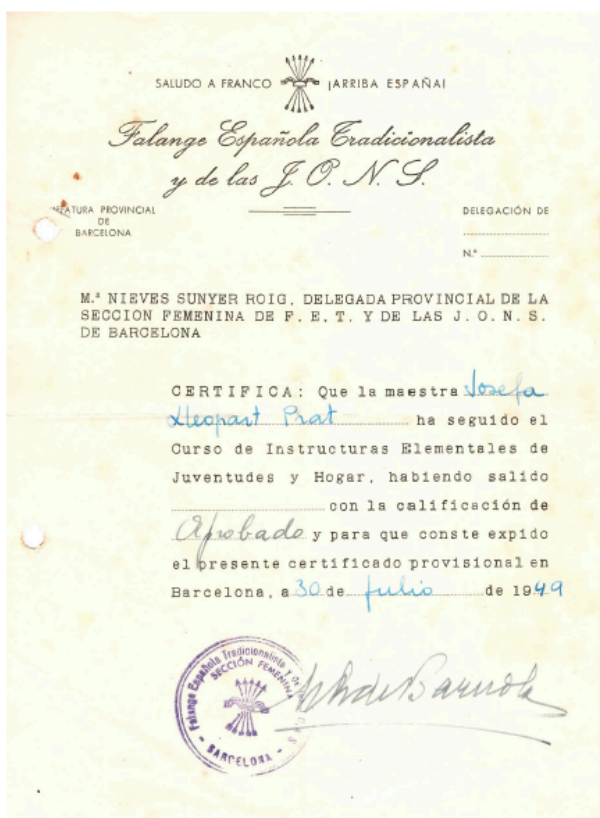 SALUDO A FRANCO ¡ARRIBA ESPAÑA!
Falange Española Tradicionalista
y de las J. O. N. S.
JEFATURA PROVINCIAL
DE
BARCELONA
DELEGACIÓN DE
N.º
M.ª NIEVES SUNYER ROIG, DELEGADA PROVINCIAL DE LA
SECCION FEMENINA DE F. E. T. Y DE LAS J. O. N. S.
DE BARCELONA
CERTIFICA: Que la maestra Josefa
Lleopart Prat ha seguido el
Curso de Instructuras Elementales de
Juventudes y Hogar, habiendo salido
con la calificación de
Aprobado y para que conste expido
el presente certificado provisional en
Barcelona, a 30 de julio de 1949
Falange Española Tradicionalista y de
SECCIÓN FEMENINA
BARCELONA